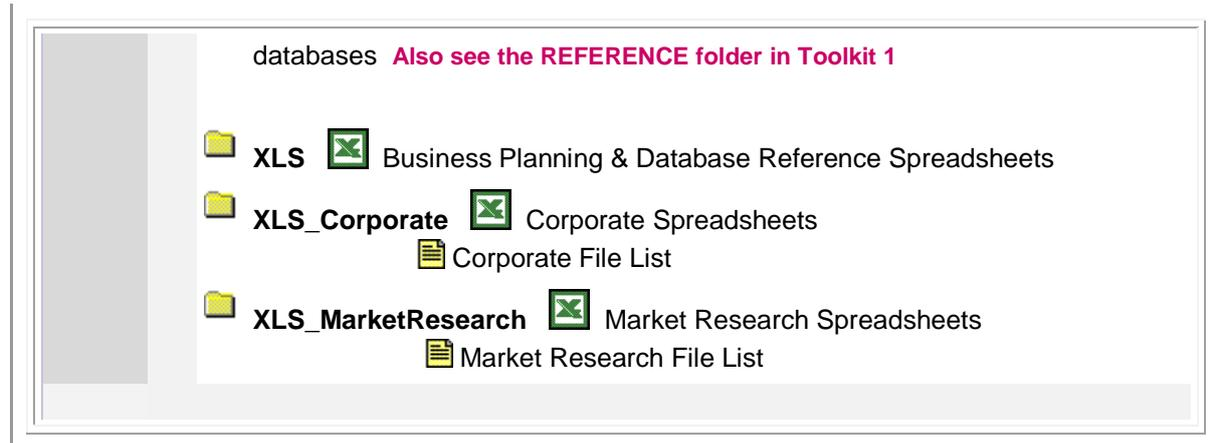 databases Also see the REFERENCE folder in Toolkit 1
XLS Business Planning & Database Reference Spreadsheets
XLS_Corporate Corporate Spreadsheets
Corporate File List
XLS_MarketResearch Market Research Spreadsheets
Market Research File List